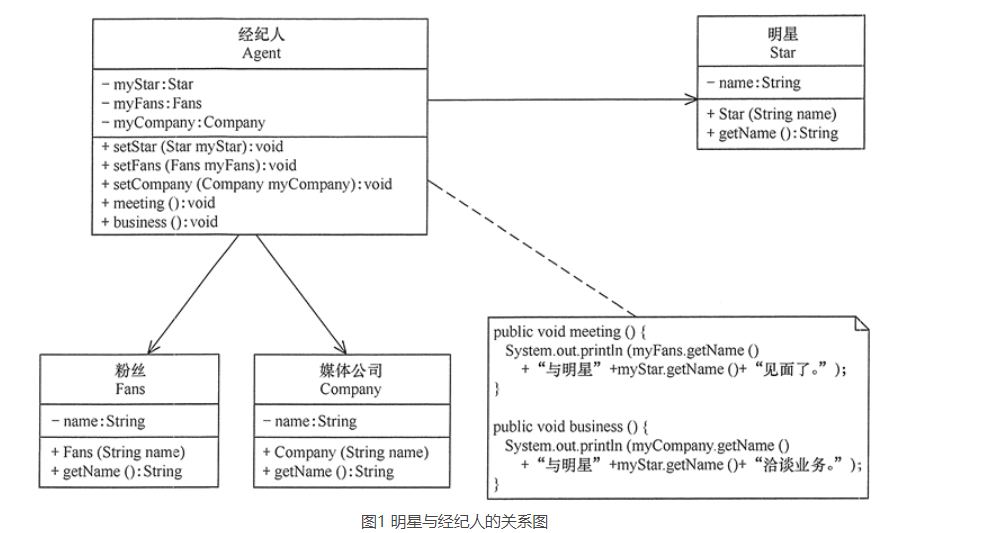 经纪人
Agent
- myStar:Star
- myFans:Fans
- myCompany:Company
+ setStar (Star myStar):void
+ setFans (Fans myFans):void
+ setCompany (Company myCompany):void
+ meeting ():void
+ business ():void
明星
Star
- name:String
+ Star (String name)
+ getName ():String
粉丝
Fans
- name:String
+ Fans (String name)
+ getName ():String
媒体公司
Company
- name:String
+ Company (String name)
+ getName ():String
public void meeting () {
System.out.println (myFans.getName ()
+ “与明星”+myStar.getName ()+ “见面了。”);
}
public void business () {
System.out.println (myCompany.getName ()
+ “与明星”+myStar.getName ()+ “洽谈业务。”);
}
图1 明星与经纪人的关系图